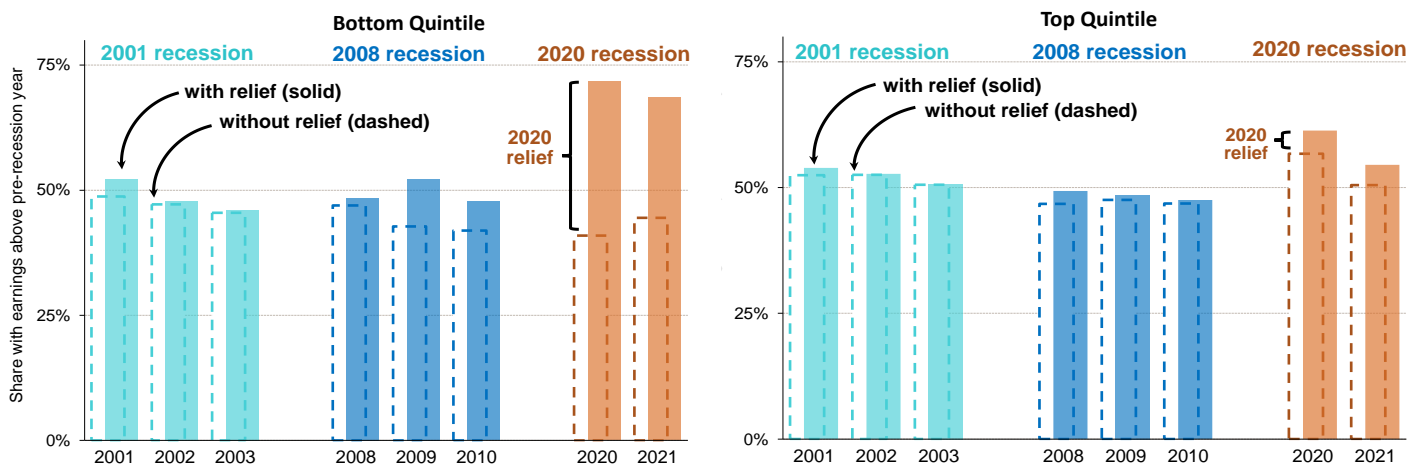 Bottom Quintile
2001 recession
2008 recession
2020 recession
Share with earnings above pre-recession year
75%
50%
25%
0%
with relief (solid)
without relief (dashed)
2020
relief
2001
2002
2003
2008
2009
2010
2020
2021
Top Quintile
2001 recession
2008 recession
2020 recession
75%
50%
25%
0%
with relief (solid)
without relief (dashed)
2020
relief
2001
2002
2003
2008
2009
2010
2020
2021